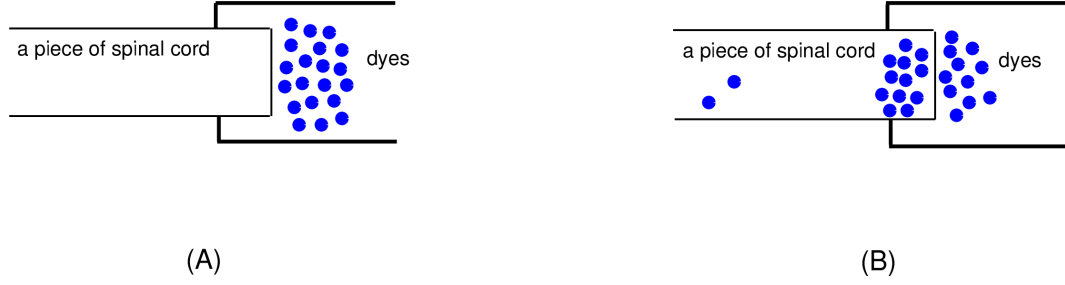 a piece of spinal cord
dyes
a piece of spinal cord
dyes
(A)
(B)